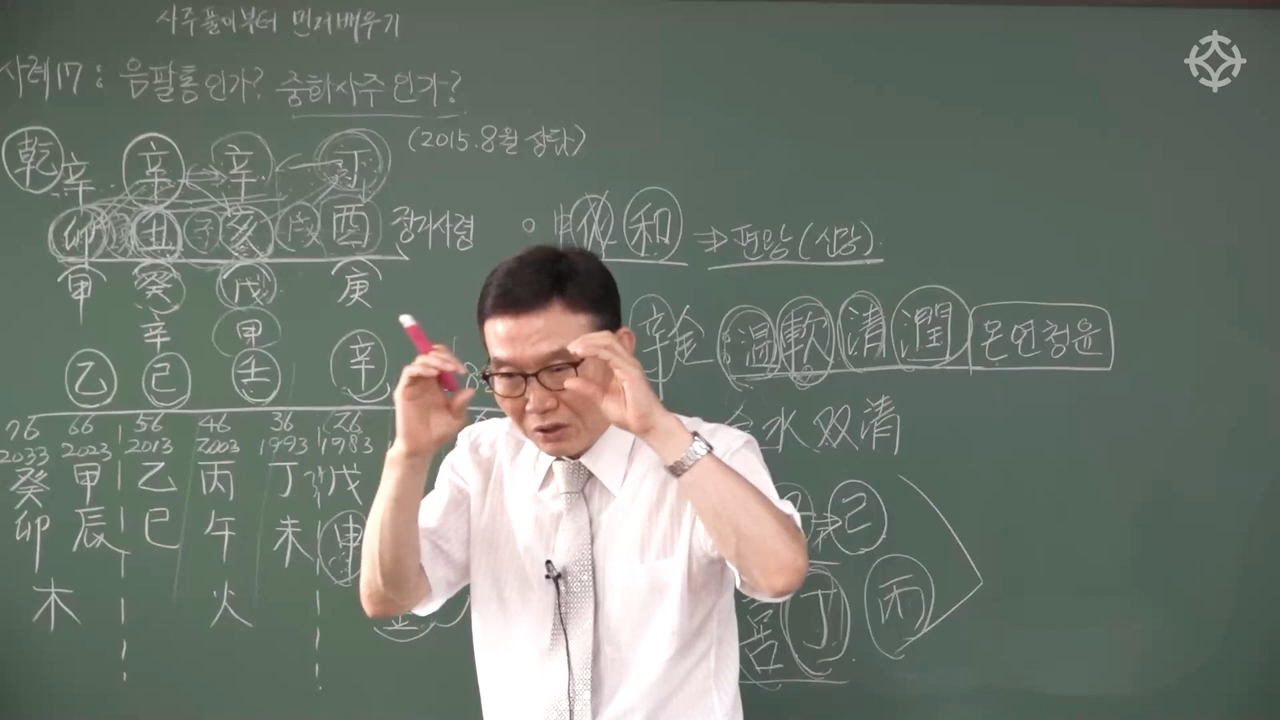 사주풀이부터 먼저배우기
사례17 : 음팔통인가? 중화사주인가?
(2015.8월 상담)
乾 辛 辛 辛 丁
卯 丑 子 亥 戌 酉
中 和 ⇒ 편왕(신왕)
甲 癸 戊 庚
辛 甲
辛金 溫軟清潤 온연청윤
乙 己 壬 辛
水双清
76 66 56 46 36 26
2033 2023 2013 2003 1993 1983
癸 甲 乙 丙 丁 戊
卯 辰 巳 午 未 申
己
木 火
丁 丙